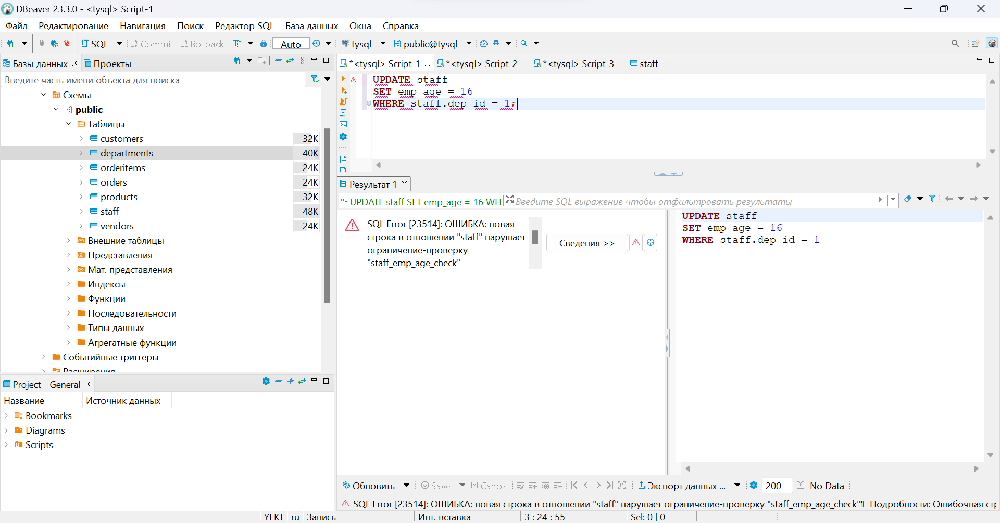 DBeaver 23.3.0 - <tysql> Script-1
Файл Редактирование Навигация Поиск Редактор SQL База данных Окна Справка
SQL Commit Rollback Auto tysql public@tysql
Базы данных Проекты
Введите часть имени объекта для поиска
Схемы
public
Таблицы
customers 32K
departments 40K
orderitems 24K
orders 24K
products 32K
staff 48K
vendors 24K
Внешние таблицы
Представления
Мат. представления
Индексы
Функции
Последовательности
Типы данных
Агрегатные функции
Событийные триггеры
Расширения
Project - General
Название Источник данных
Bookmarks
Diagrams
Scripts
*<tysql> Script-1 *<tysql> Script-2 *<tysql> Script-3 staff
UPDATE staff
SET emp_age = 16
WHERE staff.dep_id = 1;
Результат 1
UPDATE staff SET emp_age = 16 WH Введите SQL выражение чтобы отфильтровать результаты
SQL Error [23514]: ОШИБКА: новая
строка в отношении "staff" нарушает
ограничение-проверку
"staff_emp_age_check"
Сведения >>
UPDATE staff
SET emp_age = 16
WHERE staff.dep_id = 1
Обновить Save Cancel Экспорт данных ... 200 No Data
SQL Error [23514]: ОШИБКА: новая строка в отношении "staff" нарушает ограничение-проверку "staff_emp_age_check"¶ Подробности: Ошибочная стр
YEKT ru Запись Инт. вставка 3 : 24 : 55 Sel: 0 | 0